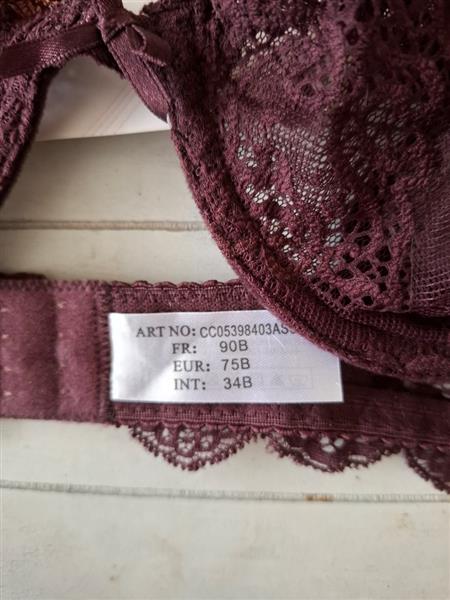 ART NO: CC05398403AS
FR: 90B
EUR: 75B
INT: 34B